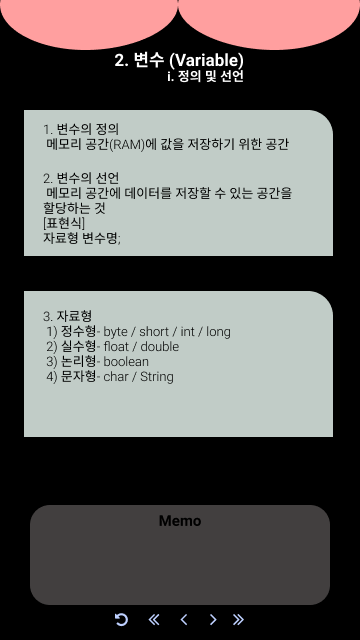 2. 변수 (Variable)
i. 정의 및 선언
1. 변수의 정의
메모리 공간(RAM)에 값을 저장하기 위한 공간
2. 변수의 선언
메모리 공간에 데이터를 저장할 수 있는 공간을
할당하는 것
[표현식]
자료형 변수명;
3. 자료형
1) 정수형- byte / short / int / long
2) 실수형- float / double
3) 논리형- boolean
4) 문자형- char / String
Memo